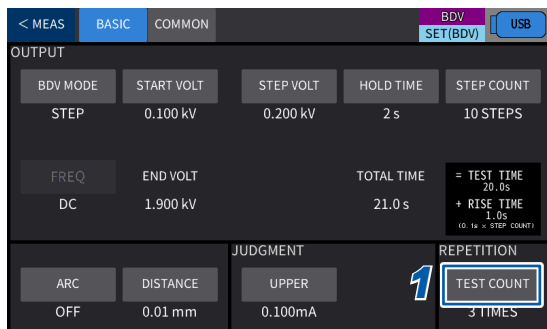 < MEAS BASIC COMMON BDV SET(BDV) USB
OUTPUT
BDV MODE START VOLT STEP VOLT HOLD TIME STEP COUNT
STEP 0.100 kV 0.200 kV 2 s 10 STEPS
FREQ END VOLT TOTAL TIME = TEST TIME
20.0s
DC 1.900 kV 21.0 s + RISE TIME
1.0s
(0.1s × STEP COUNT)
JUDGMENT REPETITION
ARC DISTANCE UPPER 1 TEST COUNT
OFF 0.01 mm 0.100mA 3 TIMES